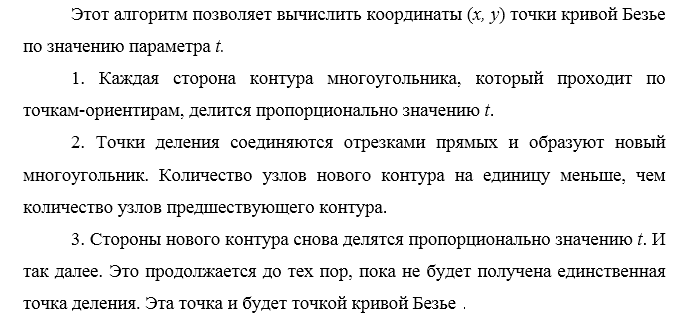 Этот алгоритм позволяет вычислить координаты (x, y) точки кривой Безье
по значению параметра t.
1. Каждая сторона контура многоугольника, который проходит по
точкам-ориентирам, делится пропорционально значению t.
2. Точки деления соединяются отрезками прямых и образуют новый
многоугольник. Количество узлов нового контура на единицу меньше, чем
количество узлов предшествующего контура.
3. Стороны нового контура снова делятся пропорционально значению t. И
так далее. Это продолжается до тех пор, пока не будет получена единственная
точка деления. Эта точка и будет точкой кривой Безье .